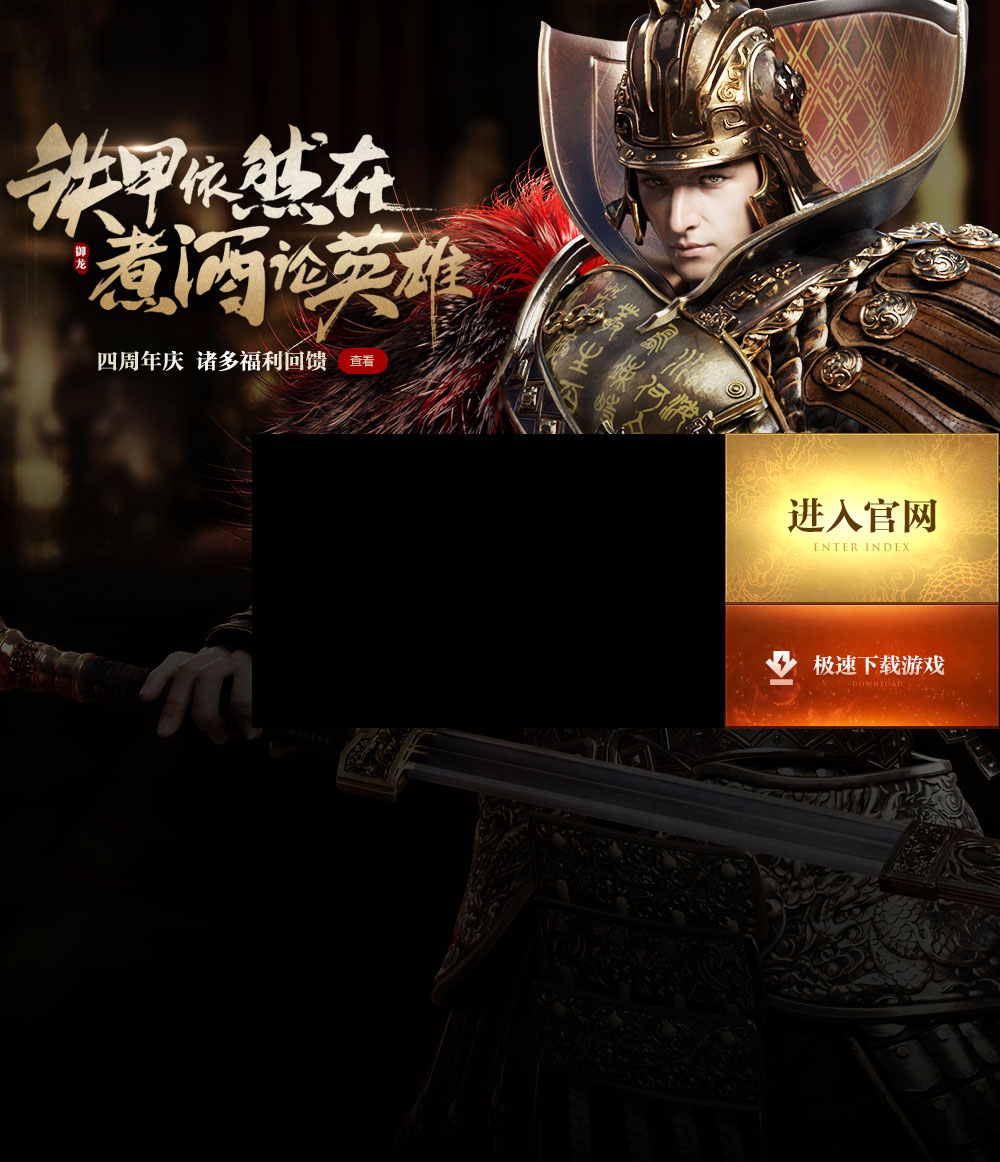 铁甲依然在
御龙
煮酒论英雄
四周年庆 诸多福利回馈 查看
进入官网
ENTER INDEX
极速下载游戏
DOWNLOAD